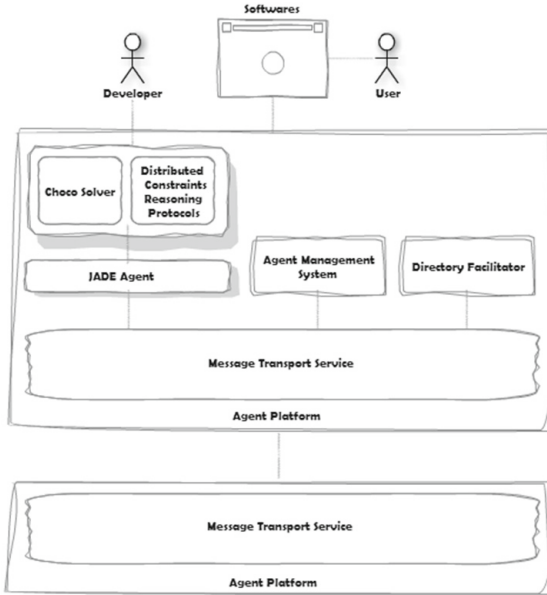 Softwares
Developer
User
Choco Solver
Distributed
Constraints
Reasoning
Protocols
JADE Agent
Agent Management
System
Directory Facilitator
Message Transport Service
Agent Platform
Message Transport Service
Agent Platform